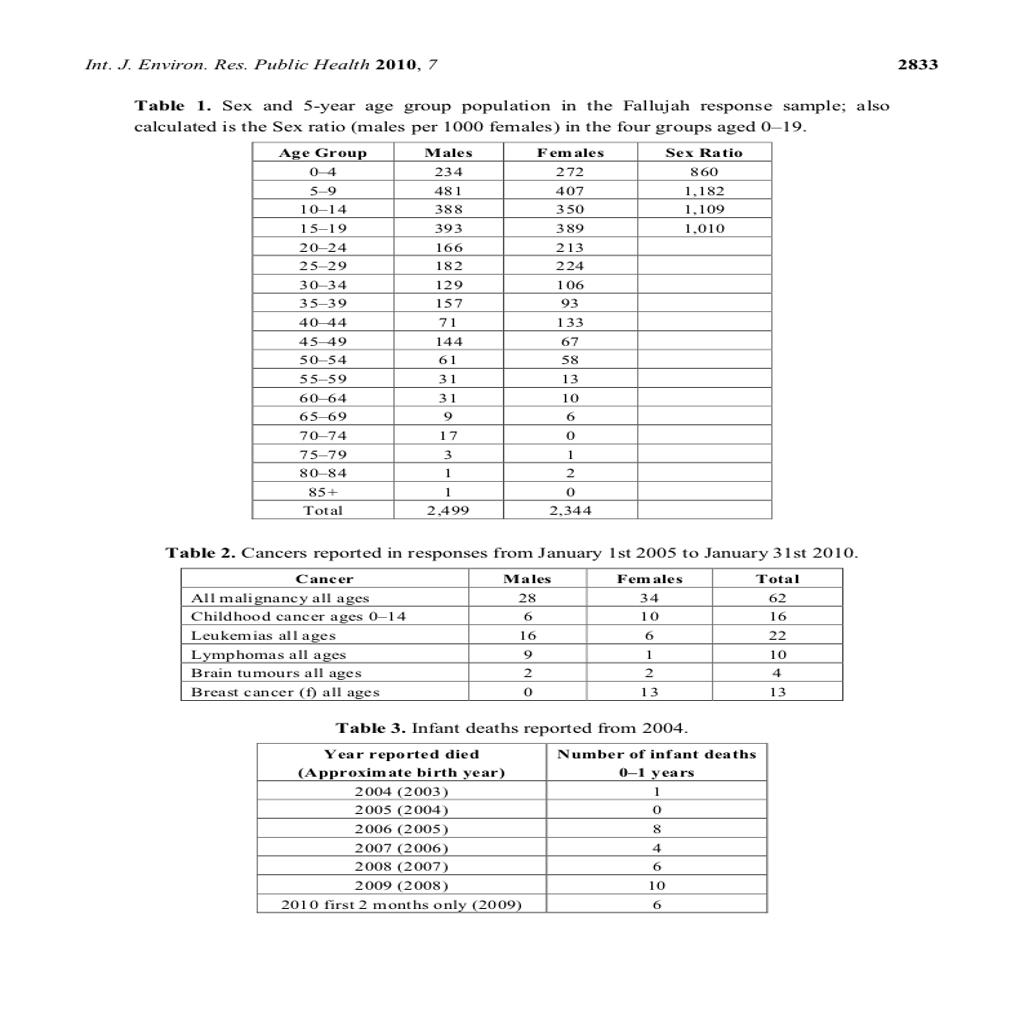 Int. J. Environ. Res. Public Health 2010, 7 2833
Table 1. Sex and 5-year age group population in the Fallujah response sample; also
calculated is the Sex ratio (males per 1000 females) in the four groups aged 0–19.
Age Group Males Females Sex Ratio
0–4 234 272 860
5–9 481 407 1,182
10–14 388 350 1,109
15–19 393 389 1,010
20–24 166 213
25–29 182 224
30–34 129 106
35–39 157 93
40–44 71 133
45–49 144 67
50–54 61 58
55–59 31 13
60–64 31 10
65–69 9 6
70–74 17 0
75–79 3 1
80–84 1 2
85+ 1 0
Total 2,499 2,344
Table 2. Cancers reported in responses from January 1st 2005 to January 31st 2010.
Cancer Males Females Total
All malignancy all ages 28 34 62
Childhood cancer ages 0–14 6 10 16
Leukemias all ages 16 6 22
Lymphomas all ages 9 1 10
Brain tumours all ages 2 2 4
Breast cancer (f) all ages 0 13 13
Table 3. Infant deaths reported from 2004.
Year reported died Number of infant deaths
(Approximate birth year) 0–1 years
2004 (2003) 1
2005 (2004) 0
2006 (2005) 8
2007 (2006) 4
2008 (2007) 6
2009 (2008) 10
2010 first 2 months only (2009) 6